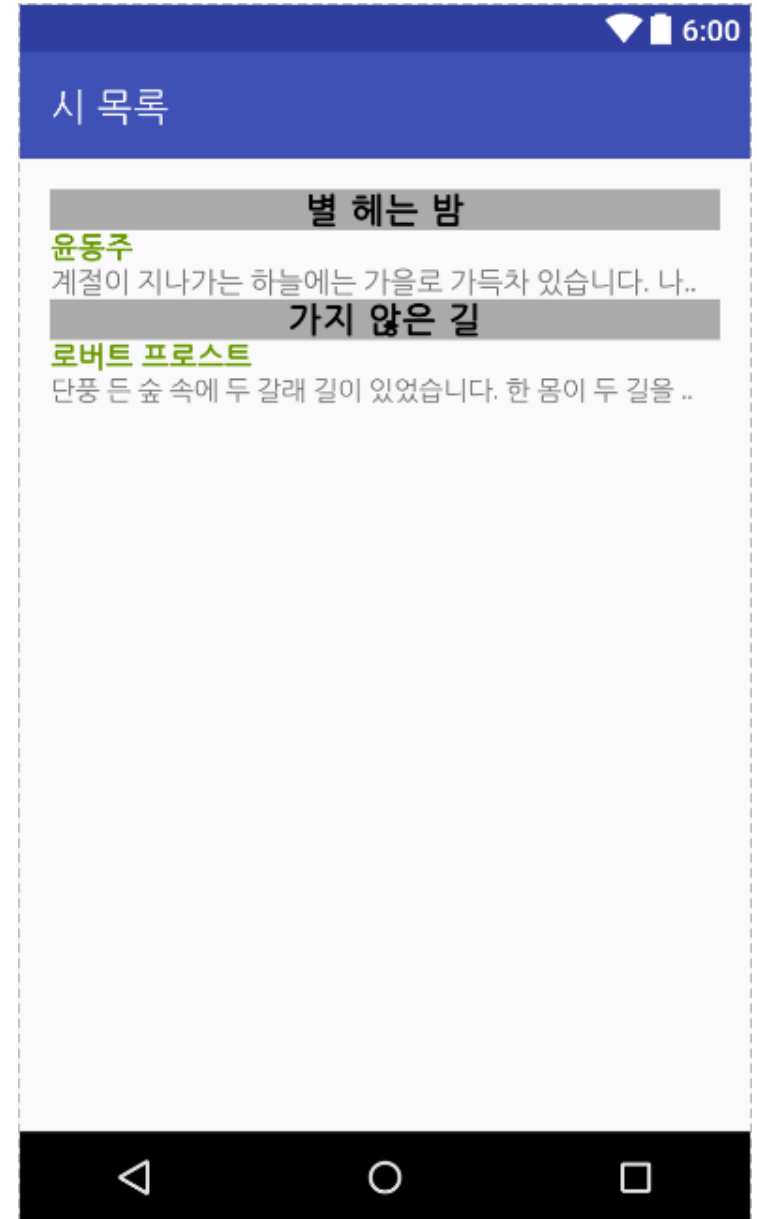 6:00
시 목록
별 헤는 밤
윤동주
계절이 지나가는 하늘에는 가을로 가득차 있습니다. 나..
가지 않은 길
로버트 프로스트
단풍 든 숲 속에 두 갈래 길이 있었습니다. 한 몸이 두 길을 ..